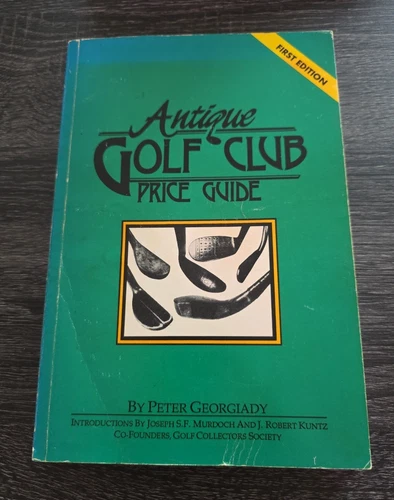 FIRST EDITION
Antique
GOLF CLUB
PRICE GUIDE
BY PETER GEORGIADY
INTRODUCTIONS BY JOSEPH S.F. MURDOCH AND J. ROBERT KUNTZ
CO-FOUNDERS, GOLF COLLECTORS SOCIETY